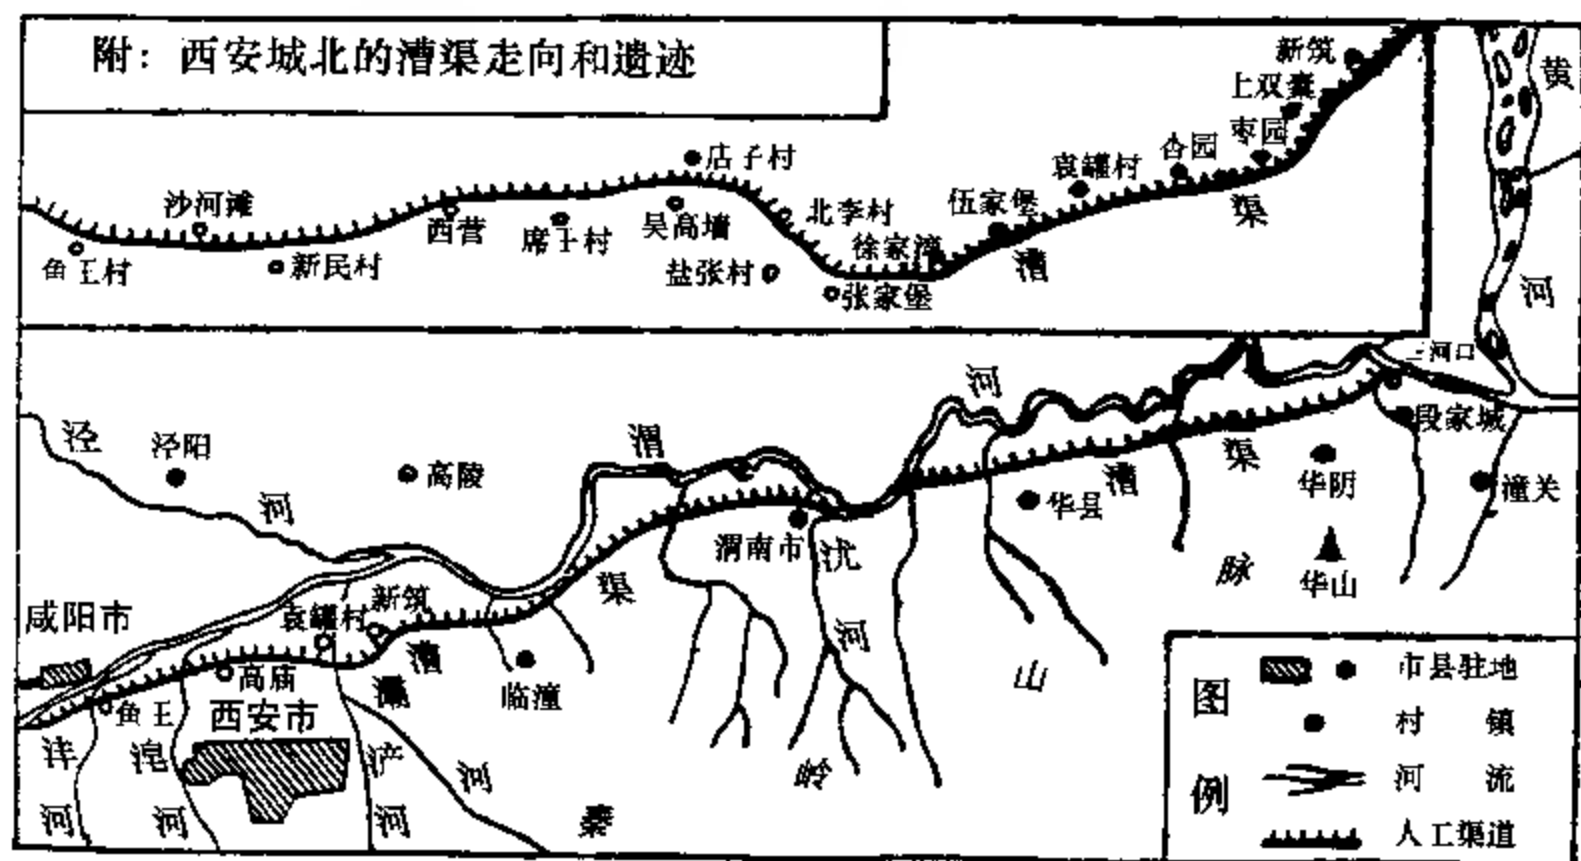 附：西安城北的漕渠走向和遗迹
新筑
上双寨
枣园
杏园
袁罐村
伍家堡
徐家湾
漕渠
店子村
北李村
吴高墙
盐张村
张家堡
席王村
西营
沙河滩
新民村
鱼王村
黄河
三河口
段家城
潼关
华阴
华山
华县
漕渠
渭河
泾河
泾阳
高陵
渭南市
沋河
漕渠
临潼
新筑
袁罐村
高庙
咸阳市
鱼王
西安市
沣河
皂河
浐河
灞河
秦岭山脉
图例
市县驻地
村镇
河流
人工渠道